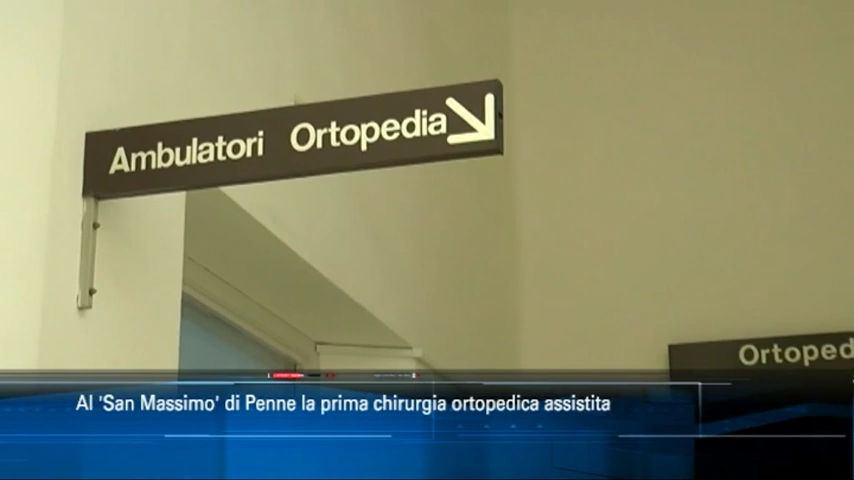 Ambulatori Ortopedia
Ortoped
Al 'San Massimo' di Penne la prima chirurgia ortopedica assistita